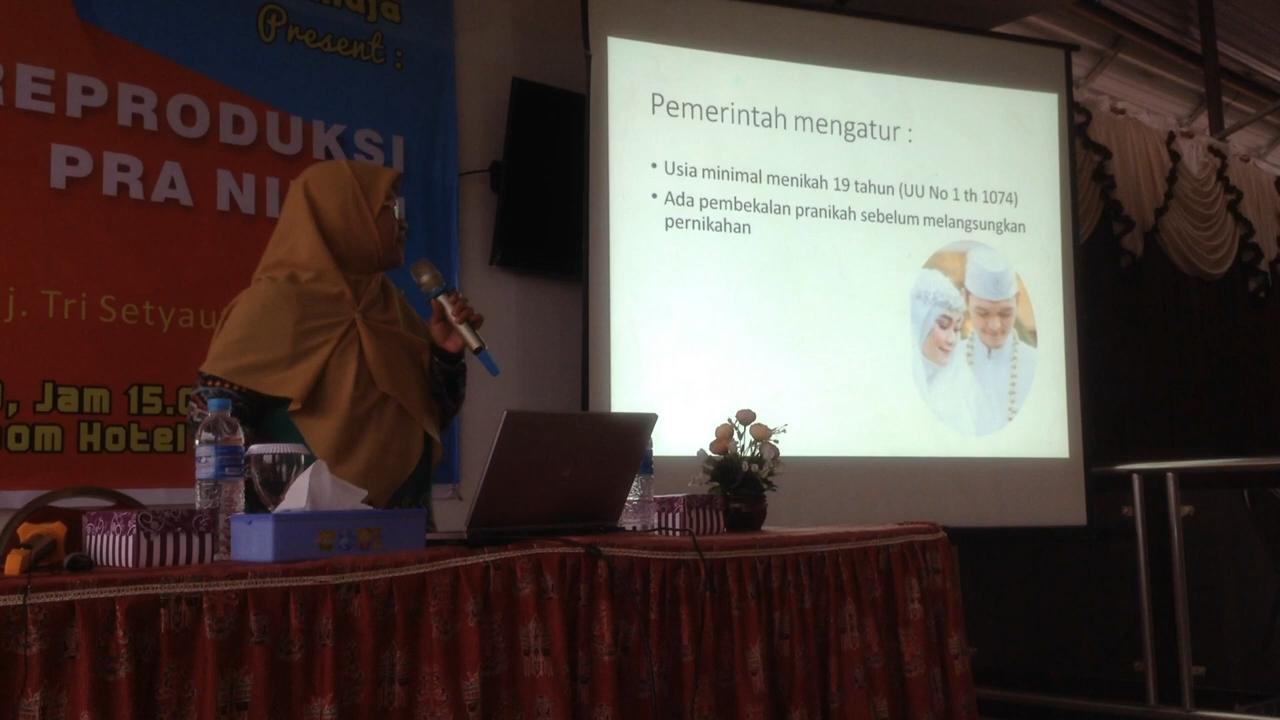 Present :
REPRODUKSI
PRA NI
j. Tri Setyau
, Jam 15.0
oom Hotel
Pemerintah mengatur :
• Usia minimal menikah 19 tahun (UU No 1 th 1074)
• Ada pembekalan pranikah sebelum melangsungkan
pernikahan